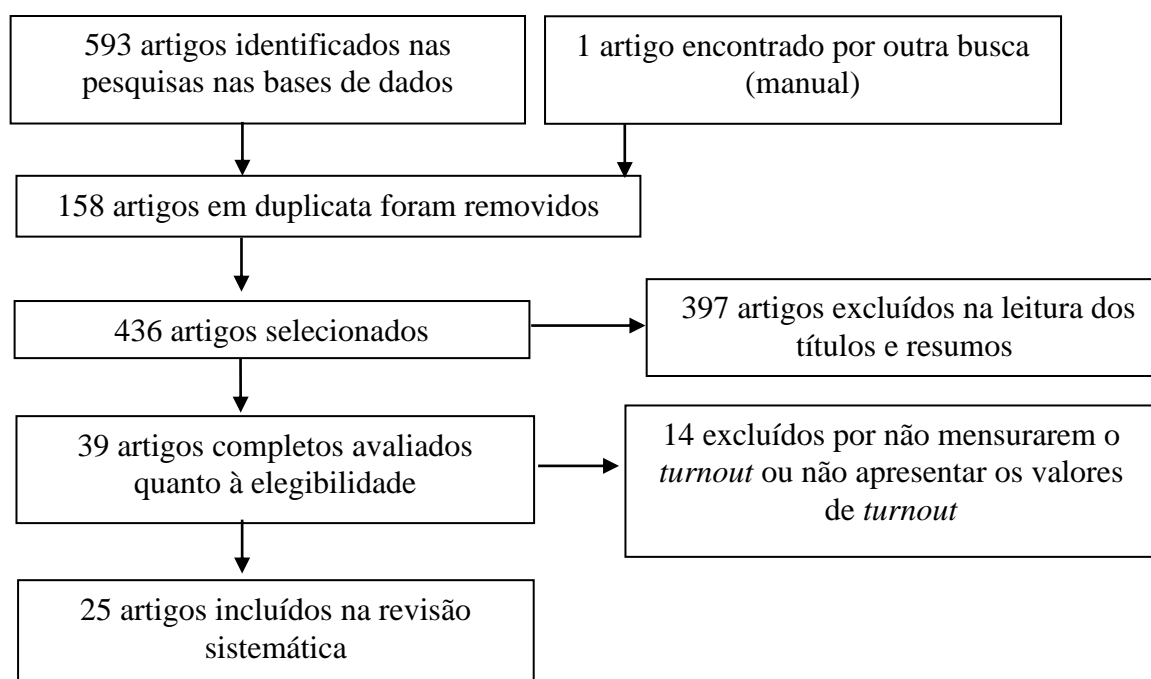 593 artigos identificados nas
pesquisas nas bases de dados
1 artigo encontrado por outra busca
(manual)
158 artigos em duplicata foram removidos
436 artigos selecionados
397 artigos excluídos na leitura dos
títulos e resumos
39 artigos completos avaliados
quanto à elegibilidade
14 excluídos por não mensurarem o
turnout ou não apresentar os valores
de turnout
25 artigos incluídos na revisão
sistemática